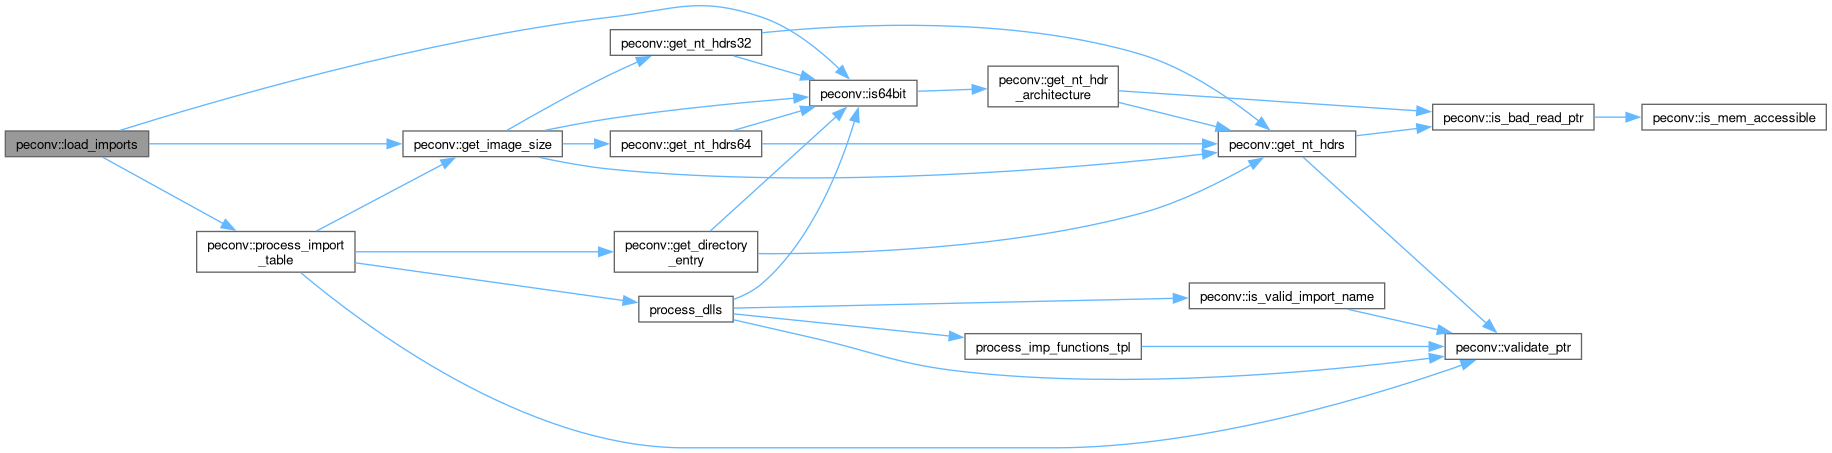 peconv::load_imports
peconv::process_import
_table
peconv::get_image_size
peconv::get_nt_hdrs32
peconv::get_nt_hdrs64
peconv::get_directory
_entry
process_dlls
peconv::is64bit
peconv::get_nt_hdr
_architecture
process_imp_functions_tpl
peconv::is_valid_import_name
peconv::get_nt_hdrs
peconv::is_bad_read_ptr
peconv::validate_ptr
peconv::is_mem_accessible